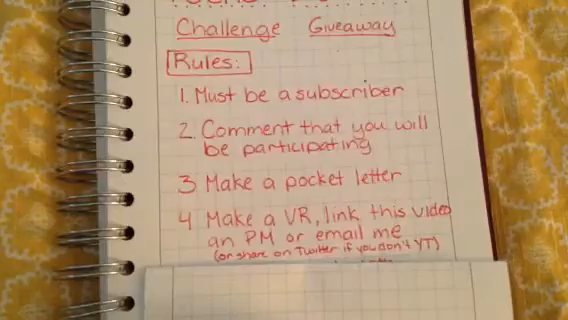 Challenge Giveaway
Rules:
1. Must be a subscriber
2. Comment that you will
be participating
3 Make a pocket letter
4 Make a VR, link this video
an PM or email me
(or share on Twitter if you don't YT)